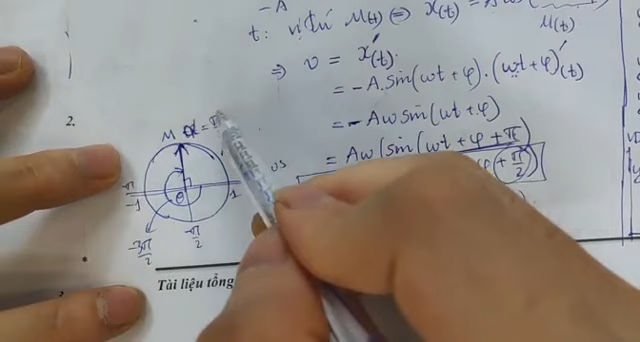 -A
t: vị trí M(t) ⇔ x(t) =
M(t)
⇒ v = x'(t)
= -A.sin(ωt + φ).(ωt + φ)'(t)
= -Aω sin(ωt + φ)
= Aω (sin(ωt + φ + π)
φ + π/2)
2.
M α = π
-π
-1
θ
1
-3π/2
-π/2
Tài liệu tổng